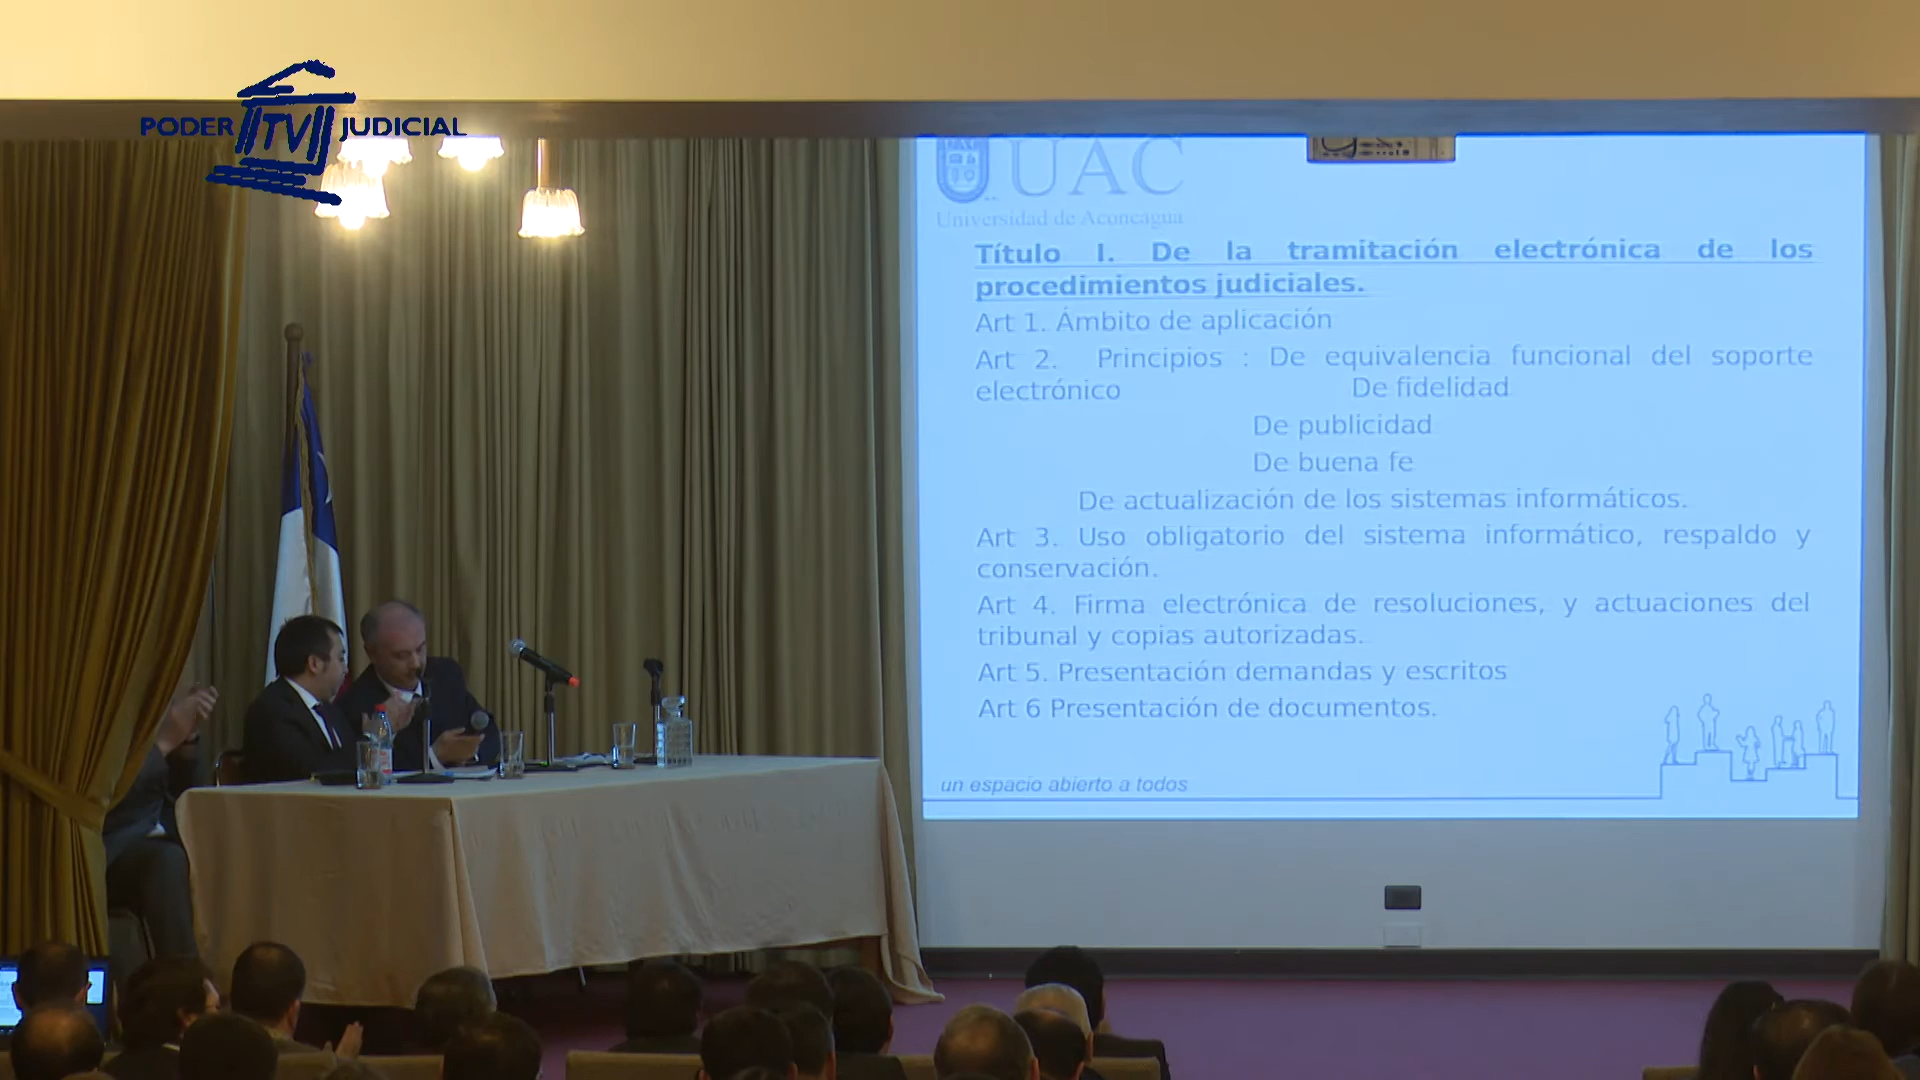 PODER TV JUDICIAL
UAC
Universidad de Aconcagua
Título I. De la tramitación electrónica de los
procedimientos judiciales.
Art 1. Ámbito de aplicación
Art 2. Principios : De equivalencia funcional del soporte
electrónico De fidelidad
De publicidad
De buena fe
De actualización de los sistemas informáticos.
Art 3. Uso obligatorio del sistema informático, respaldo y
conservación.
Art 4. Firma electrónica de resoluciones, y actuaciones del
tribunal y copias autorizadas.
Art 5. Presentación demandas y escritos
Art 6 Presentación de documentos.
un espacio abierto a todos